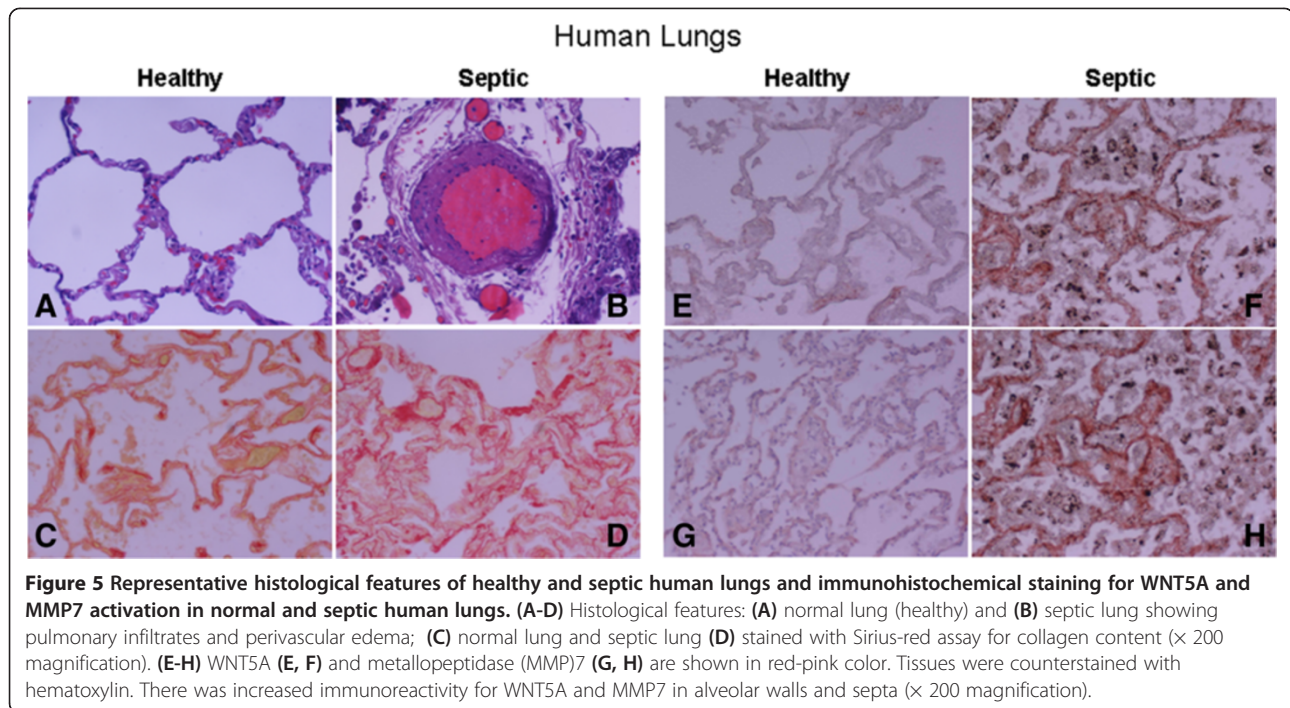 Human Lungs
Healthy Septic Healthy Septic
A B E F
C D G H
Figure 5 Representative histological features of healthy and septic human lungs and immunohistochemical staining for WNT5A and
MMP7 activation in normal and septic human lungs. (A-D) Histological features: (A) normal lung (healthy) and (B) septic lung showing
pulmonary infiltrates and perivascular edema; (C) normal lung and septic lung (D) stained with Sirius-red assay for collagen content (× 200
magnification). (E-H) WNT5A (E, F) and metallopeptidase (MMP)7 (G, H) are shown in red-pink color. Tissues were counterstained with
hematoxylin. There was increased immunoreactivity for WNT5A and MMP7 in alveolar walls and septa (× 200 magnification).